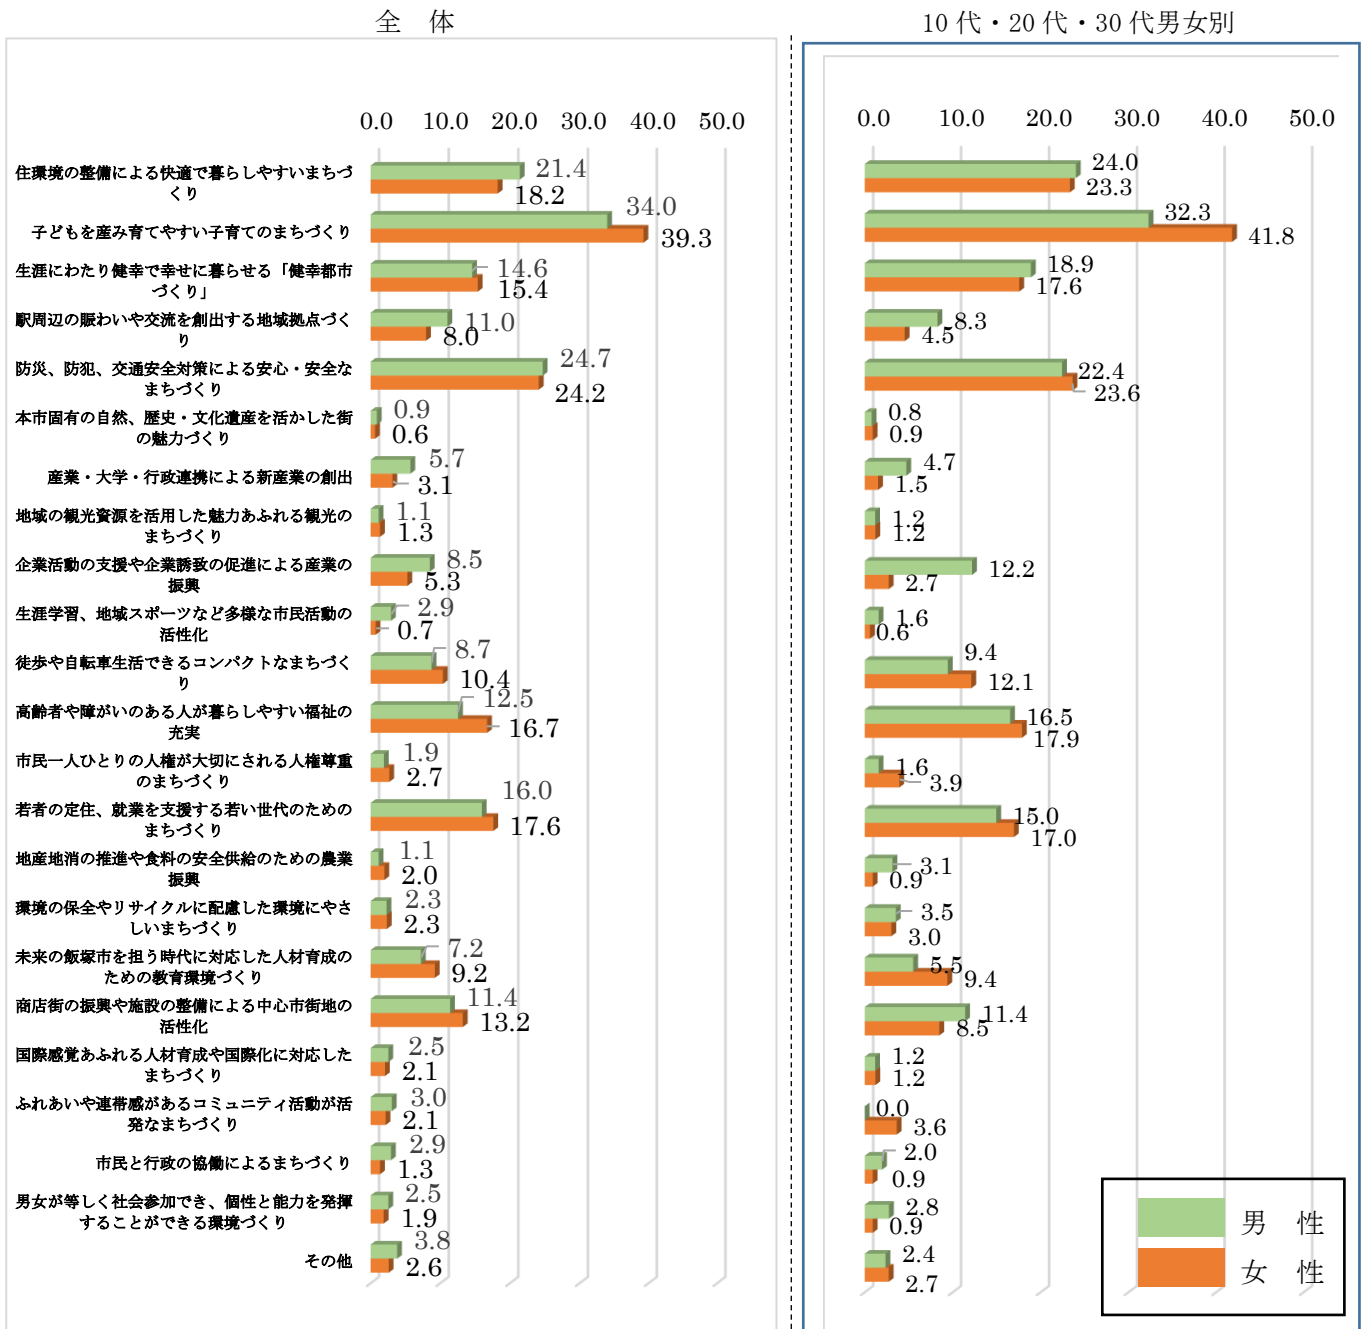 全　体
10 代・20 代・30 代男女別
0.0 10.0 20.0 30.0 40.0 50.0
0.0 10.0 20.0 30.0 40.0 50.0
住環境の整備による快適で暮らしやすいまちづ
くり
21.4
18.2
24.0
23.3
子どもを産み育てやすい子育てのまちづくり
34.0
39.3
32.3
41.8
生涯にわたり健幸で幸せに暮らせる「健幸都市
づくり」
14.6
15.4
18.9
17.6
駅周辺の賑わいや交流を創出する地域拠点づく
り
11.0
8.0
8.3
4.5
防災、防犯、交通安全対策による安心・安全な
まちづくり
24.7
24.2
22.4
23.6
本市固有の自然、歴史・文化遺産を活かした街
の魅力づくり
0.9
0.6
0.8
0.9
産業・大学・行政連携による新産業の創出
5.7
3.1
4.7
1.5
地域の観光資源を活用した魅力あふれる観光の
まちづくり
1.1
1.3
1.2
1.2
企業活動の支援や企業誘致の促進による産業の
振興
8.5
5.3
12.2
2.7
生涯学習、地域スポーツなど多様な市民活動の
活性化
2.9
0.7
1.6
0.6
徒歩や自転車生活できるコンパクトなまちづく
り
8.7
10.4
9.4
12.1
高齢者や障がいのある人が暮らしやすい福祉の
充実
12.5
16.7
16.5
17.9
市民一人ひとりの人権が大切にされる人権尊重
のまちづくり
1.9
2.7
1.6
3.9
若者の定住、就業を支援する若い世代のための
まちづくり
16.0
17.6
15.0
17.0
地産地消の推進や食料の安全供給のための農業
振興
1.1
2.0
3.1
0.9
環境の保全やリサイクルに配慮した環境にやさ
しいまちづくり
2.3
2.3
3.5
3.0
未来の飯塚市を担う時代に対応した人材育成の
ための教育環境づくり
7.2
9.2
5.5
9.4
商店街の振興や施設の整備による中心市街地の
活性化
11.4
13.2
11.4
8.5
国際感覚あふれる人材育成や国際化に対応した
まちづくり
2.5
2.1
1.2
1.2
ふれあいや連帯感があるコミュニティ活動が活
発なまちづくり
3.0
2.1
0.0
3.6
市民と行政の協働によるまちづくり
2.9
1.3
2.0
0.9
男女が等しく社会参加でき、個性と能力を発揮
することができる環境づくり
2.5
1.9
2.8
0.9
その他
3.8
2.6
2.4
2.7
男　性
女　性